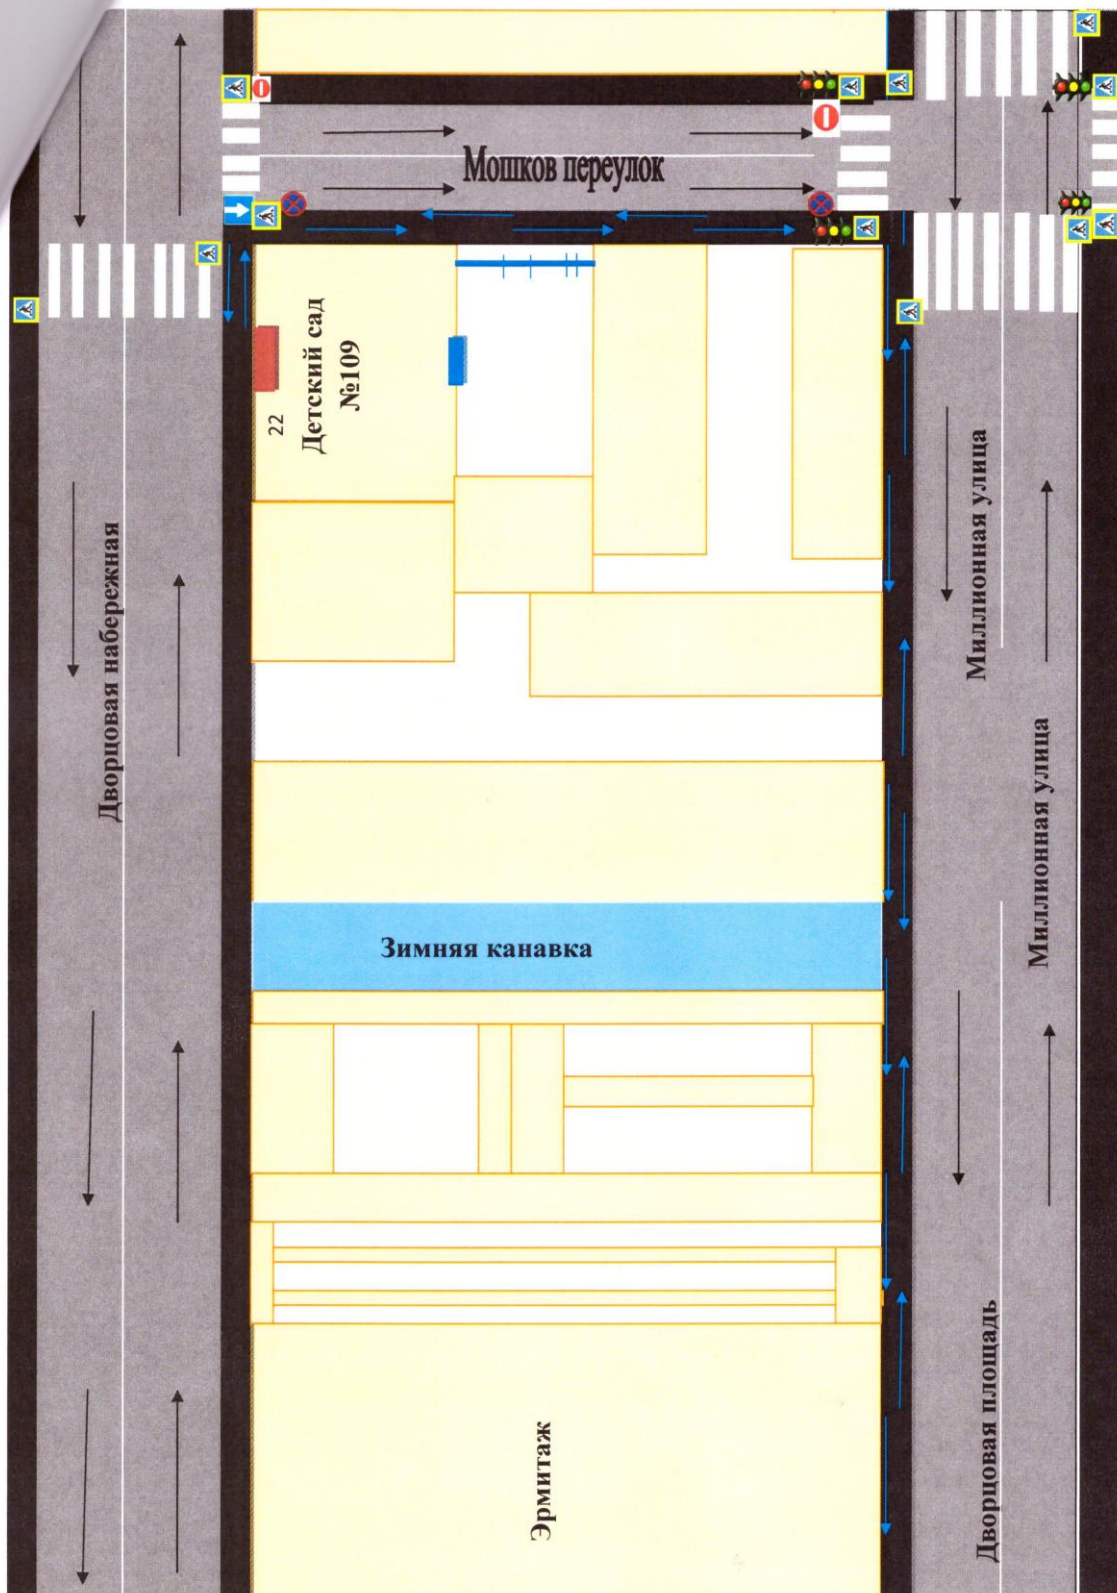 Мошков переулок
22
Детский сад
№109
Дворцовая набережная
Миллионная улица
Миллионная улица
Зимняя канавка
Дворцовая площадь
Эрмитаж